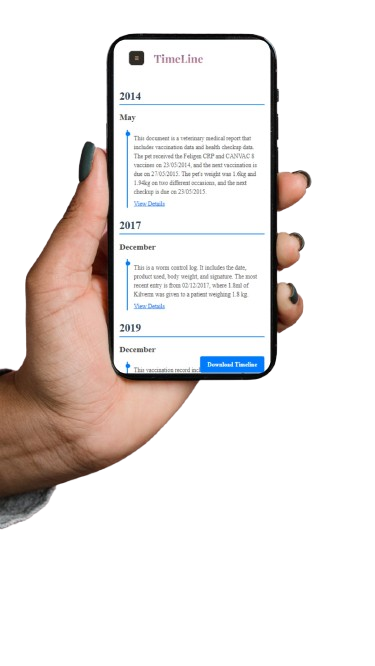 TimeLine
2014
May
This document is a veterinary medical report that
includes vaccination data and health checkup data.
The pet received the Feligen CRP and CANVAC 8
vaccines on 23/05/2014, and the next vaccination is
due on 27/05/2015. The pet's weight was 1.6kg and
1.94kg on two different occasions, and the next
checkup is due on 23/05/2015.
View Details
2017
December
This is a worm control log. It includes the date,
product used, body weight, and signature. The most
recent entry is from 02/12/2017, where 1.8ml of
Kilverm was given to a patient weighing 1.8 kg.
View Details
2019
December
This vaccination record
Download Timeline